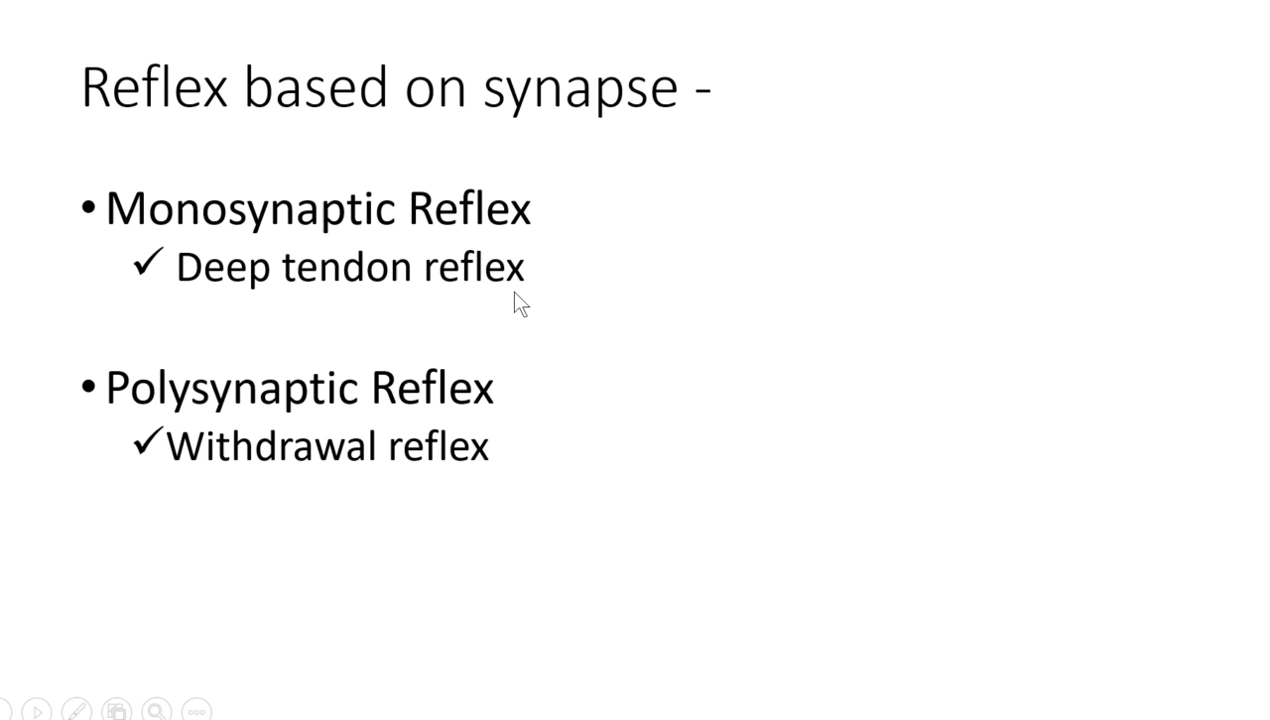 Reflex based on synapse -
• Monosynaptic Reflex
✓ Deep tendon reflex
• Polysynaptic Reflex
✓Withdrawal reflex